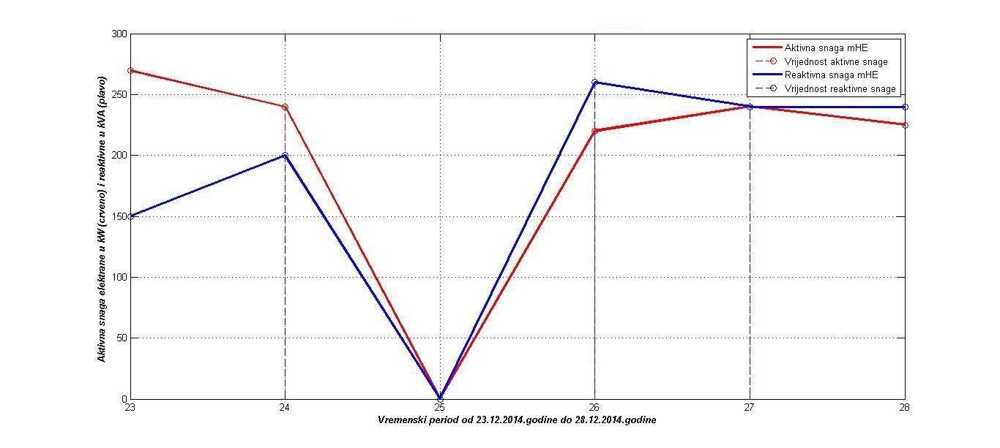 300
250
200
150
100
50
0
23 24 25 26 27 28
Aktivna snaga elektrane u kW (crveno) i reaktivne u kVA (plavo)
Vremenski period od 23.12.2014.godine do 28.12.2014.godine
Aktivna snaga mHE
Vrijednost aktivne snage
Reaktivna snaga mHE
Vrijednost reaktivne snage